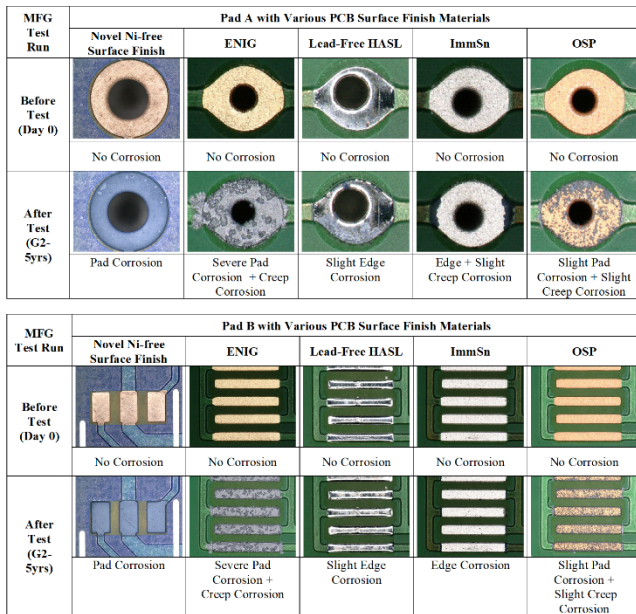 MFG Test Run
Pad A with Various PCB Surface Finish Materials
Novel Ni-free Surface Finish
ENIG
Lead-Free HASL
ImmSn
OSP
Before Test (Day 0)
No Corrosion
No Corrosion
No Corrosion
No Corrosion
No Corrosion
After Test (G2-5yrs)
Pad Corrosion
Severe Pad Corrosion + Creep Corrosion
Slight Edge Corrosion
Edge + Slight Creep Corrosion
Slight Pad Corrosion + Slight Creep Corrosion
MFG Test Run
Pad B with Various PCB Surface Finish Materials
Novel Ni-free Surface Finish
ENIG
Lead-Free HASL
ImmSn
OSP
Before Test (Day 0)
No Corrosion
No Corrosion
No Corrosion
No Corrosion
No Corrosion
After Test (G2-5yrs)
Pad Corrosion
Severe Pad Corrosion + Creep Corrosion
Slight Edge Corrosion
Edge Corrosion
Slight Pad Corrosion + Slight Creep Corrosion